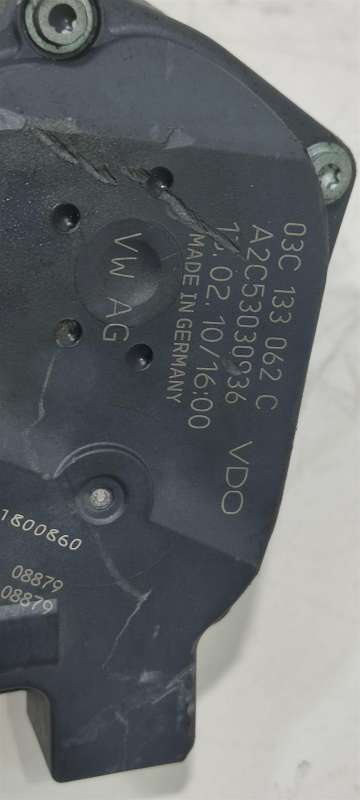 03C 133 062 C
A2C53030936
02.10/16:00
MADE IN GERMANY
VDO
VW AG
1800860
08879
08879